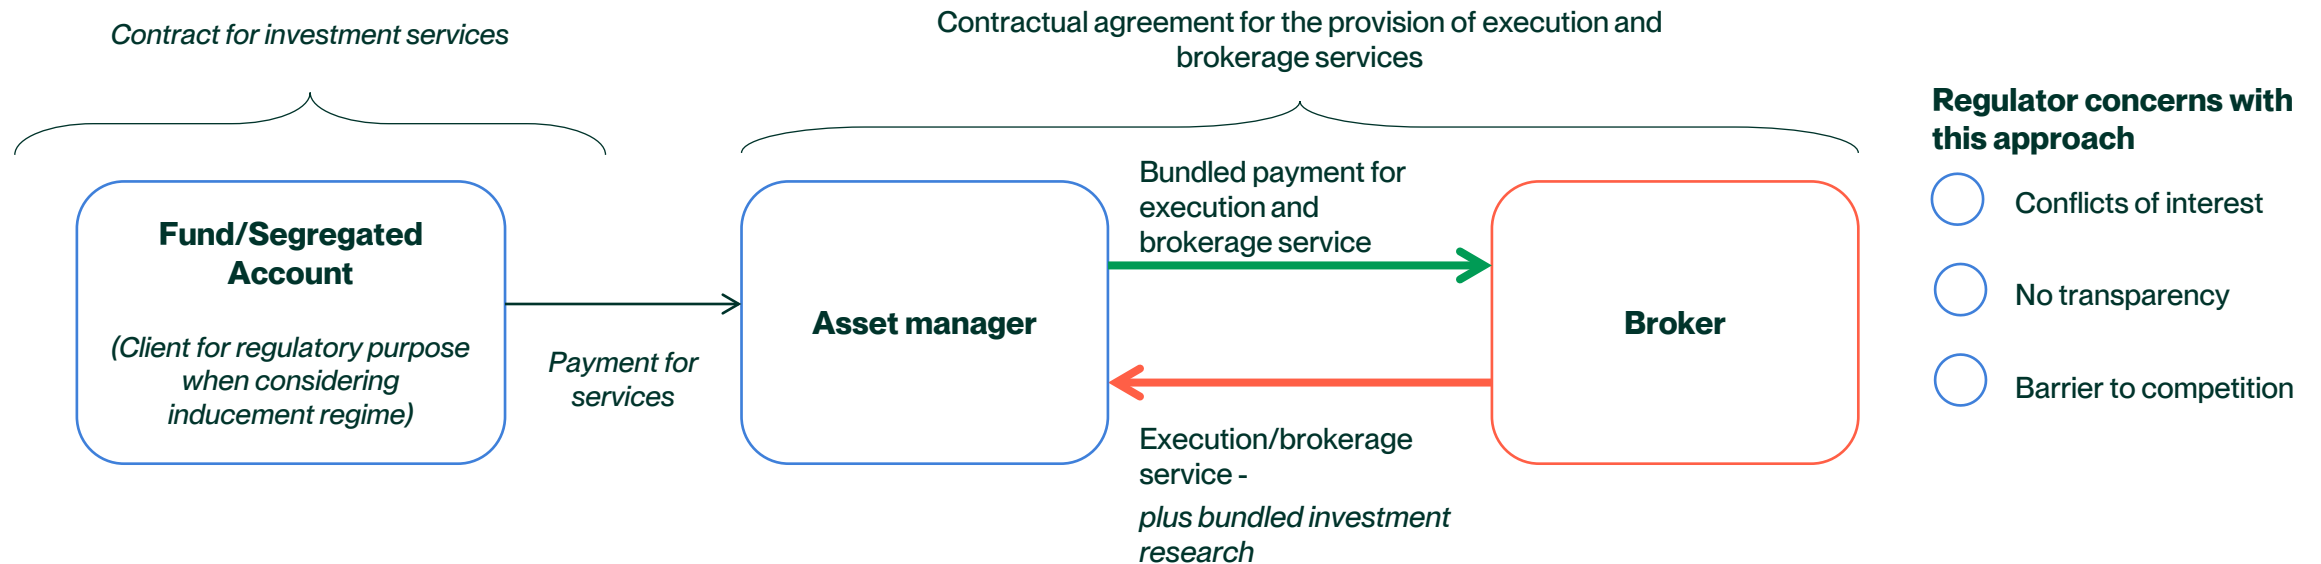 Contract for investment services
Contractual agreement for the provision of execution and
brokerage services
Fund/Segregated
Account
(Client for regulatory purpose
when considering
inducement regime)
Payment for
services
Asset manager
Bundled payment for
execution and
brokerage service
Execution/brokerage
service -
plus bundled investment
research
Broker
Regulator concerns with
this approach
Conflicts of interest
No transparency
Barrier to competition